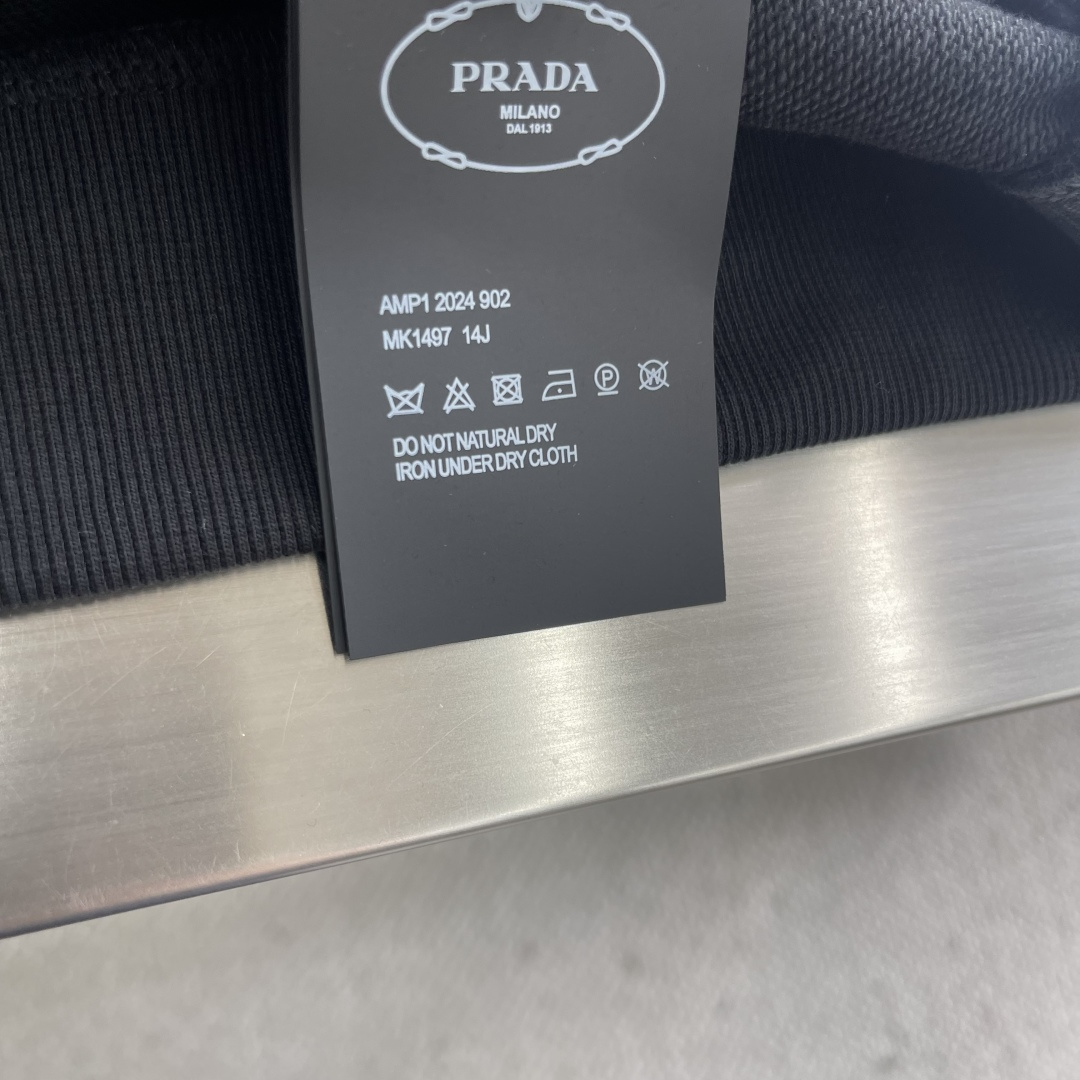 PRADA
MILANO
DAL 1913
AMP1 2024 902
MK1497 14J
P
W
DO NOT NATURAL DRY
IRON UNDER DRY CLOTH